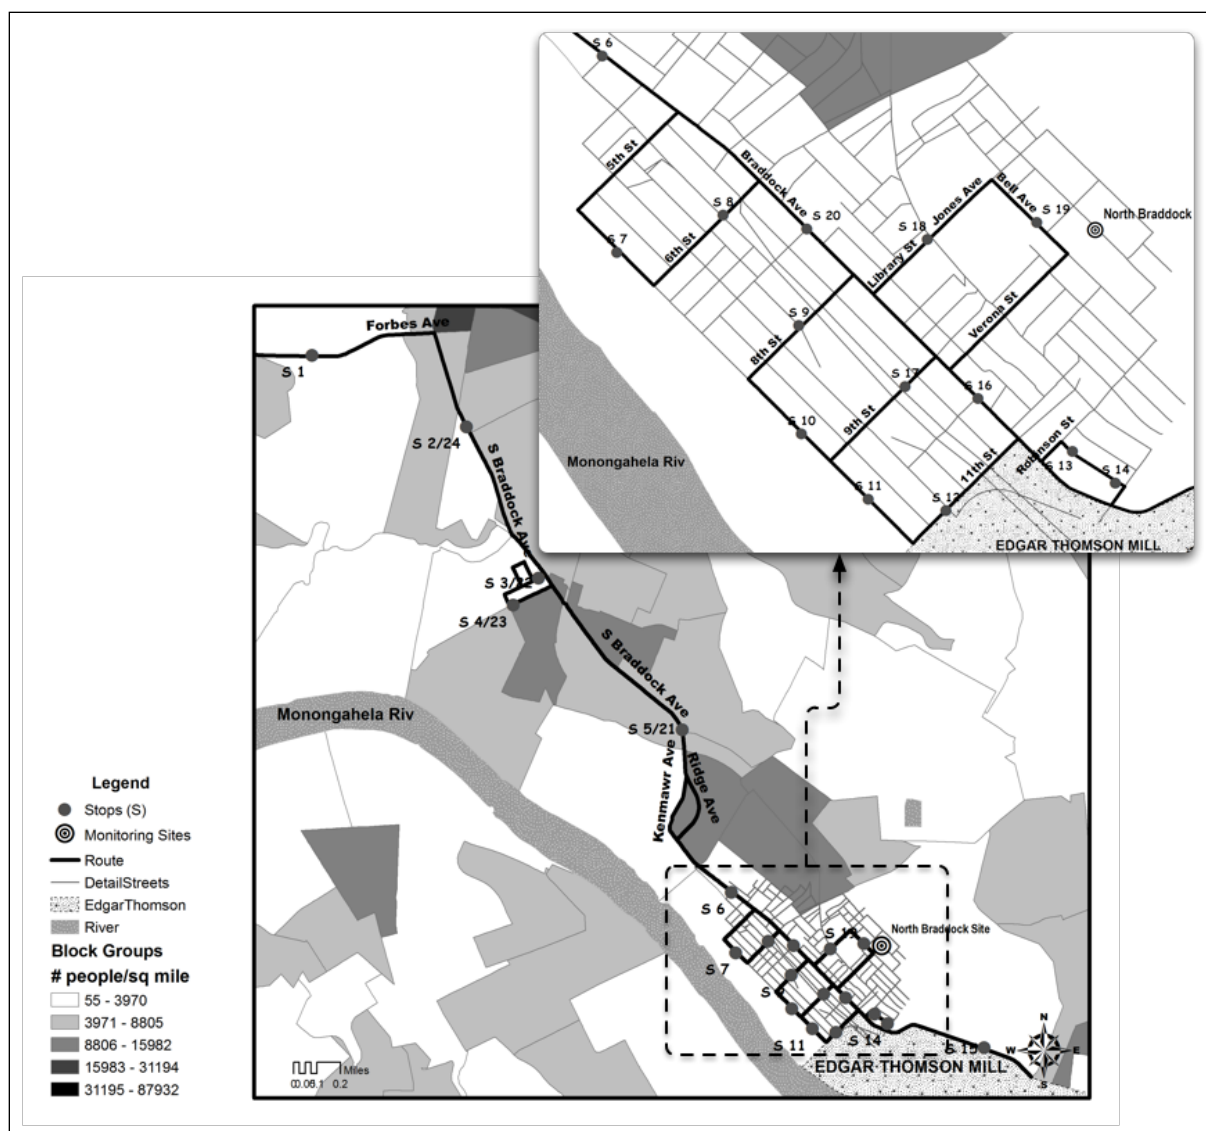 S 6
5th St
Braddock Ave
S 8
S 20
S 7
6th St
S 18
Jones Ave
Bell Ave
S 19
North Braddock
Library St
S 9
8th St
Verona St
S 17
S 16
9th St
S 10
11th St
Robinson St
S 13
S 14
S 11
S 12
Monongahela Riv
EDGAR THOMSON MILL
Forbes Ave
S 1
S 2/24
S Braddock Ave
S 3/22
S 4/23
S Braddock Ave
Monongahela Riv
S 5/21
Kenmawr Ave
Ridge Ave
S 6
S 19
North Braddock Site
S 7
S 9
S 11
S 14
S 15
EDGAR THOMSON MILL
N
W
E
S
Miles
0.2
Legend
Stops (S)
Monitoring Sites
Route
DetailStreets
EdgarThomson
River
Block Groups
# people/sq mile
55 - 3970
3971 - 8805
8806 - 15982
15983 - 31194
31195 - 87932